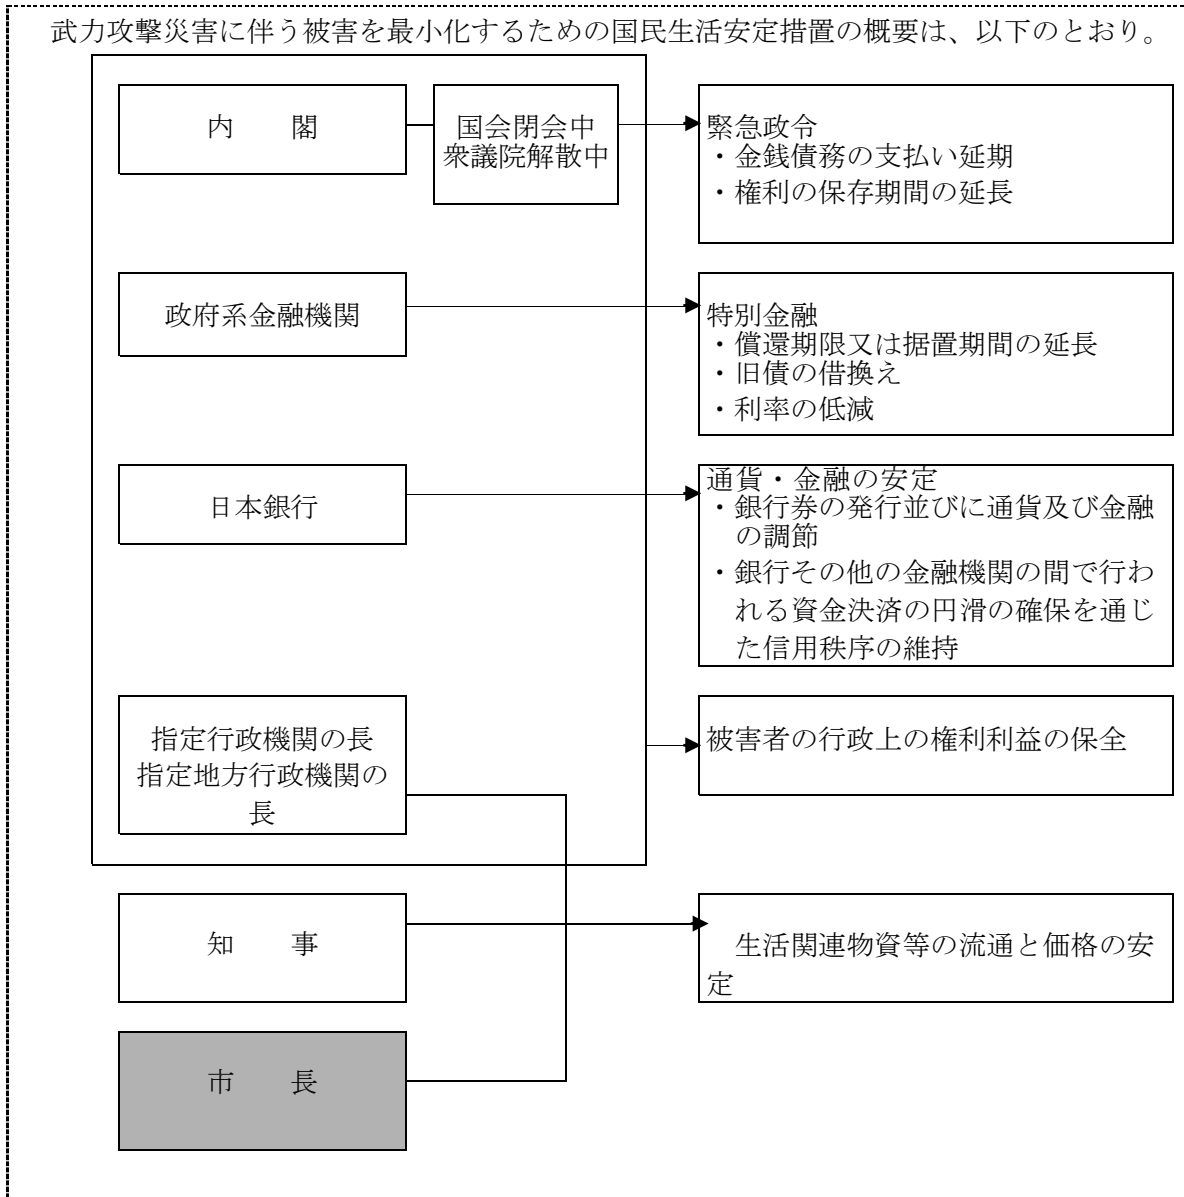 武力攻撃災害に伴う被害を最小化するための国民生活安定措置の概要は、以下のとおり。
内　　閣
国会閉会中
衆議院解散中
緊急政令
・金銭債務の支払い延期
・権利の保存期間の延長
政府系金融機関
特別金融
・償還期限又は据置期間の延長
・旧債の借換え
・利率の低減
日本銀行
通貨・金融の安定
・銀行券の発行並びに通貨及び金融
の調節
・銀行その他の金融機関の間で行わ
れる資金決済の円滑の確保を通じ
た信用秩序の維持
指定行政機関の長
指定地方行政機関の
長
被害者の行政上の権利利益の保全
知　　事
生活関連物資等の流通と価格の安
定
市　　長